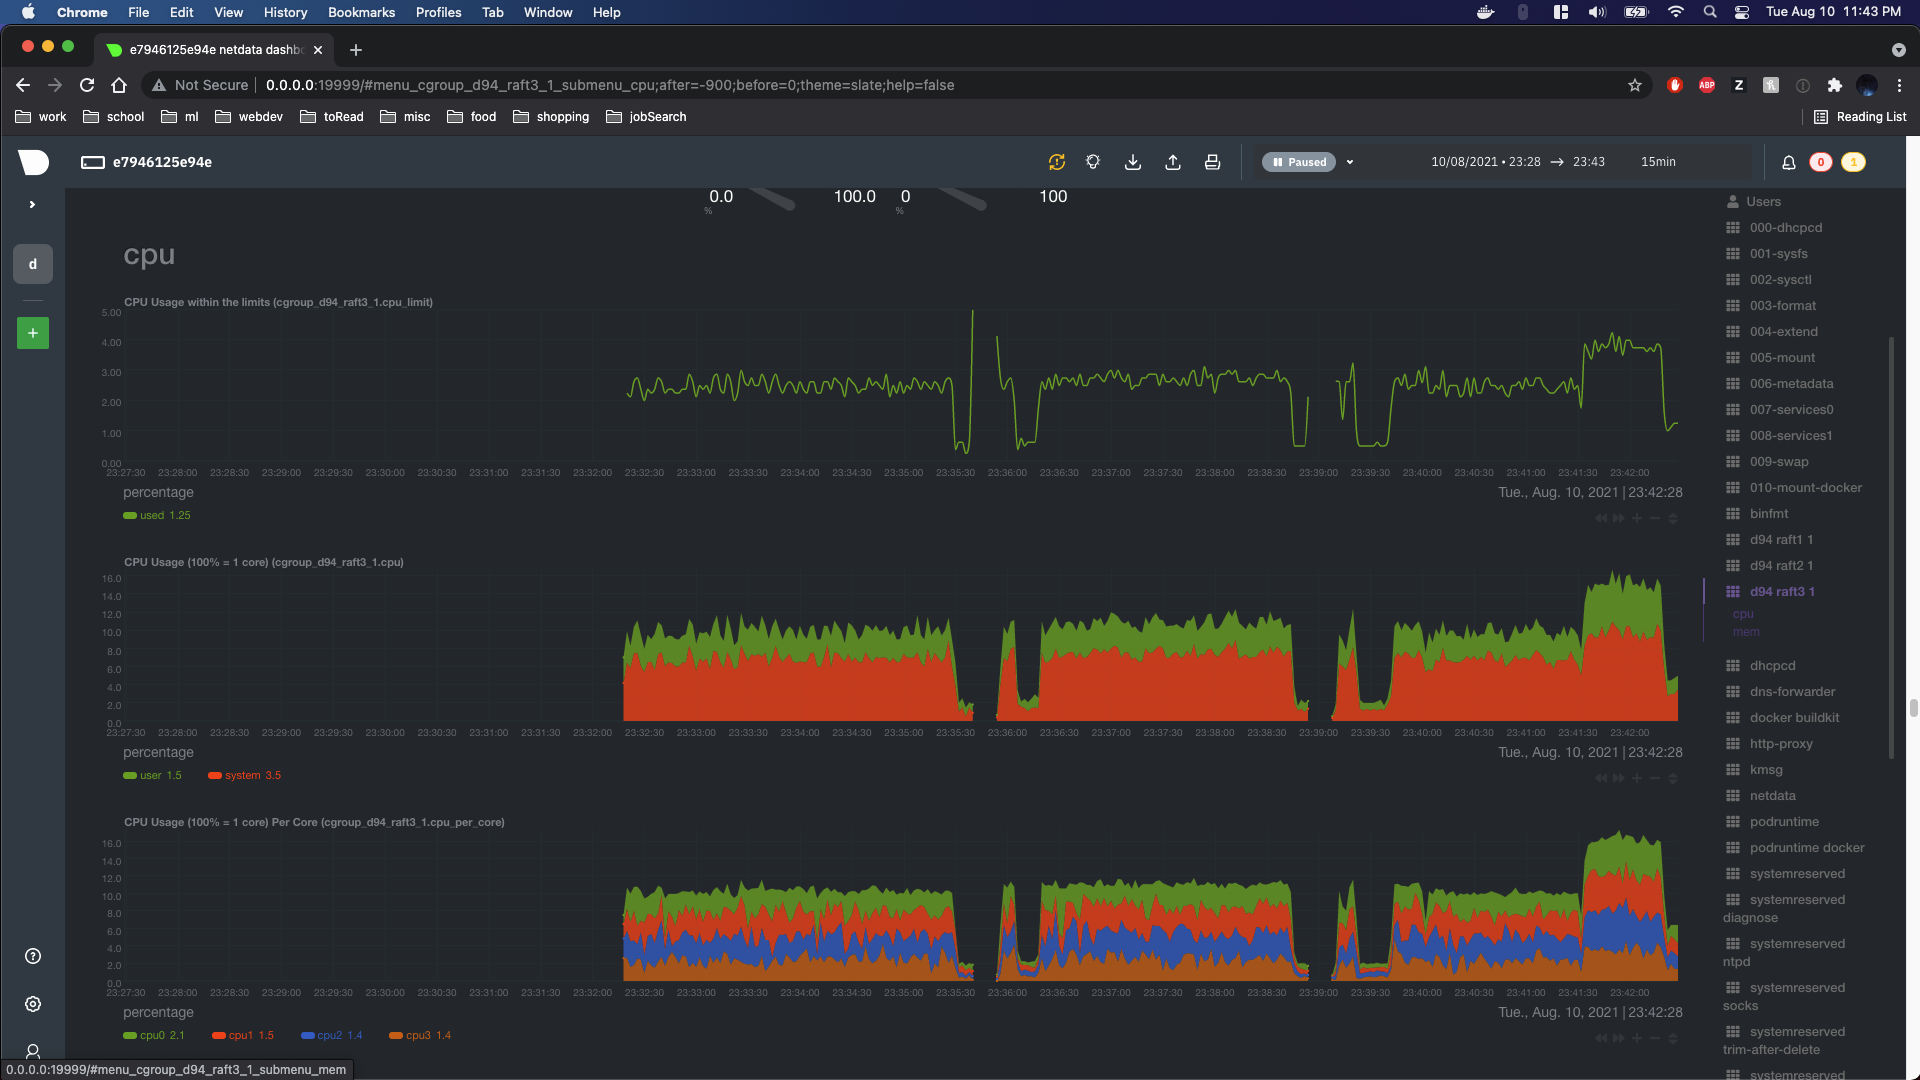 Chrome File Edit View History Bookmarks Profiles Tab Window Help Tue Aug 10 11:43 PM
e7946125e94e netdata dashb
Not Secure 0.0.0.0:19999/#menu_cgroup_d94_raft3_1_submenu_cpu;after=-900;before=0;theme=slate;help=false ABP Z
work school ml webdev toRead misc food shopping jobSearch Reading List
e7946125e94e Paused 10/08/2021 • 23:28 → 23:43 15min 0 1
0.0 100.0 0 100
% %
d
+
cpu
CPU Usage within the limits (cgroup_d94_raft3_1.cpu_limit)
5.00
4.00
3.00
2.00
1.00
0.00
23:27:30 23:28:00 23:28:30 23:29:00 23:29:30 23:30:00 23:30:30 23:31:00 23:31:30 23:32:00 23:32:30 23:33:00 23:33:30 23:34:00 23:34:30 23:35:00 23:35:30 23:36:00 23:36:30 23:37:00 23:37:30 23:38:00 23:38:30 23:39:00 23:39:30 23:40:00 23:40:30 23:41:00 23:41:30 23:42:00
percentage Tue., Aug. 10, 2021 | 23:42:28
used 1.25
CPU Usage (100% = 1 core) (cgroup_d94_raft3_1.cpu)
16.0
14.0
12.0
10.0
8.0
6.0
4.0
2.0
0.0
23:27:30 23:28:00 23:28:30 23:29:00 23:29:30 23:30:00 23:30:30 23:31:00 23:31:30 23:32:00 23:32:30 23:33:00 23:33:30 23:34:00 23:34:30 23:35:00 23:35:30 23:36:00 23:36:30 23:37:00 23:37:30 23:38:00 23:38:30 23:39:00 23:39:30 23:40:00 23:40:30 23:41:00 23:41:30 23:42:00
percentage Tue., Aug. 10, 2021 | 23:42:28
user 1.5 system 3.5
CPU Usage (100% = 1 core) Per Core (cgroup_d94_raft3_1.cpu_per_core)
16.0
14.0
12.0
10.0
8.0
6.0
4.0
2.0
0.0
23:27:30 23:28:00 23:28:30 23:29:00 23:29:30 23:30:00 23:30:30 23:31:00 23:31:30 23:32:00 23:32:30 23:33:00 23:33:30 23:34:00 23:34:30 23:35:00 23:35:30 23:36:00 23:36:30 23:37:00 23:37:30 23:38:00 23:38:30 23:39:00 23:39:30 23:40:00 23:40:30 23:41:00 23:41:30 23:42:00
percentage Tue., Aug. 10, 2021 | 23:42:28
cpu0 2.1 cpu1 1.5 cpu2 1.4 cpu3 1.4
Users
000-dhcpcd
001-sysfs
002-sysctl
003-format
004-extend
005-mount
006-metadata
007-services0
008-services1
009-swap
010-mount-docker
binfmt
d94 raft1 1
d94 raft2 1
d94 raft3 1
cpu
mem
dhcpcd
dns-forwarder
docker buildkit
http-proxy
kmsg
netdata
podruntime
podruntime docker
systemreserved
systemreserved
diagnose
systemreserved
ntpd
systemreserved
socks
systemreserved
trim-after-delete
systemreserved
0.0.0.0:19999/#menu_cgroup_d94_raft3_1_submenu_mem